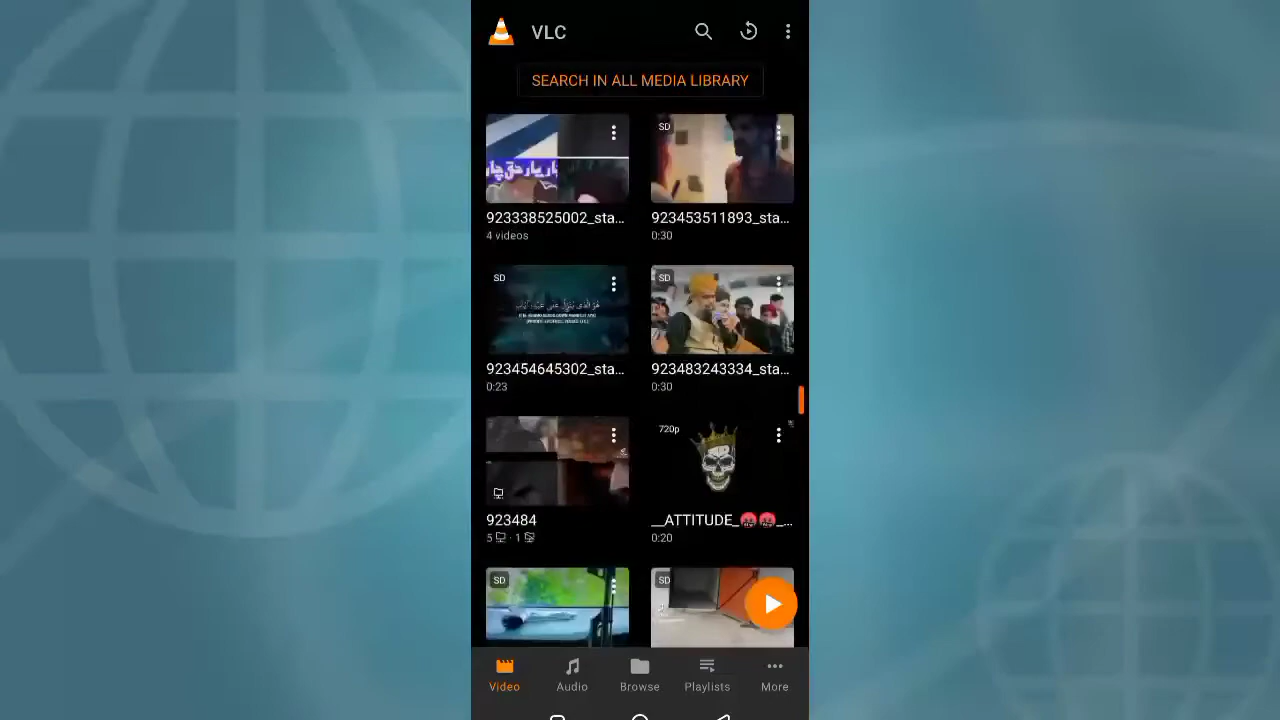 VLC
SEARCH IN ALL MEDIA LIBRARY
SD
923338525002_sta...
923453511893_sta...
4 videos
0:30
SD
SD
923454645302_sta...
923483243334_sta...
0:23
0:30
720p
923484
__ATTITUDE_😡😡_...
5 · 1
0:20
SD
SD
Video
Audio
Browse
Playlists
More